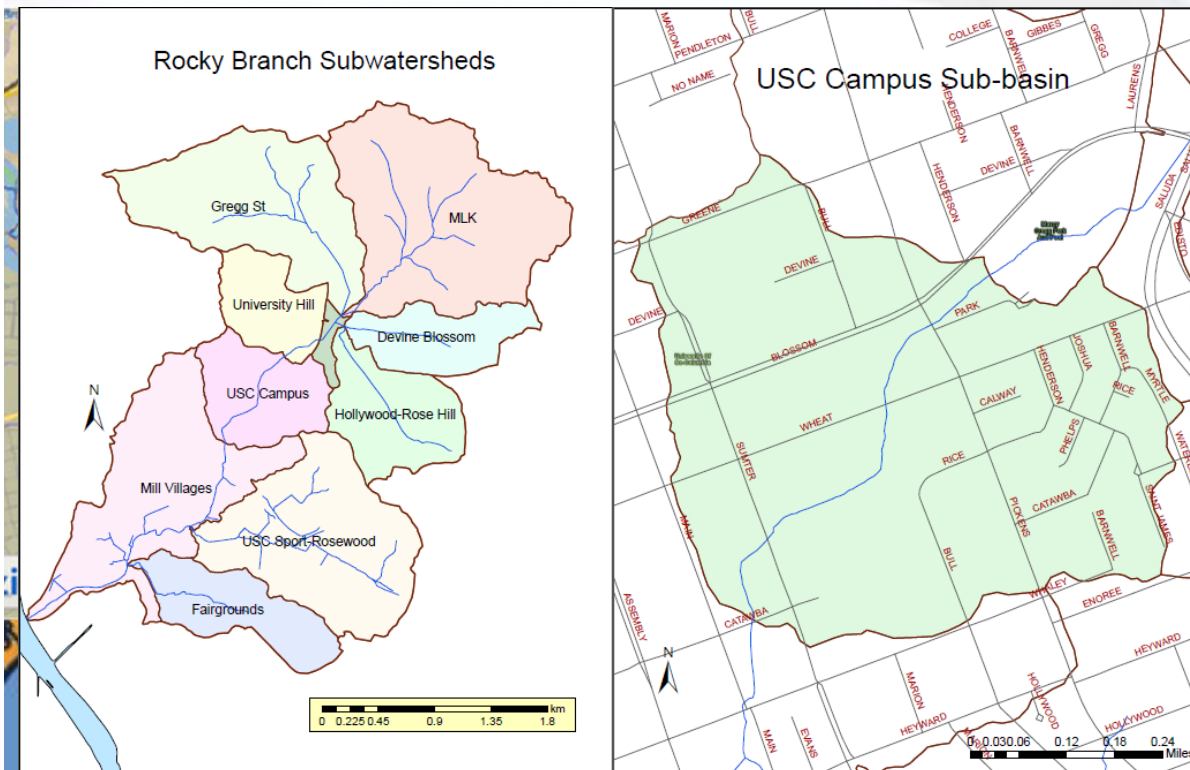 Rocky Branch Subwatersheds
Gregg St
MLK
University Hill
Devine Blossom
USC Campus
Hollywood-Rose Hill
N
Mill Villages
USC Sport-Rosewood
Fairgrounds
km
0 0.225 0.45 0.9 1.35 1.8
USC Campus Sub-basin
MARION
BULL
PENDLETON
NO NAME
COLLEGE
GIBBES
BARNWELL
GREGG
LAURENS
HENDERSON
BARNWELL
DEVINE
HENDERSON
GREENE
BULL
DEVINE
SALUDA
EDISTO
DEVINE
BLOSSOM
PARK
WHEAT
CALWAY
HENDERSON
JOSHUA
BARNWELL
RICE
MYRTLE
SUMTER
RICE
PHELPS
CATAWBA
PICKENS
BARNWELL
SAINT JAMES
MAIN
BULL
WHALEY
ENOREE
ASSEMBLY
CATAWBA
N
MARION
HEYWARD
HOLLYWOOD
HEYWARD
HOLLYWOOD
MAIN
EVANS
0 0.03 0.06 0.12 0.18 0.24
Miles